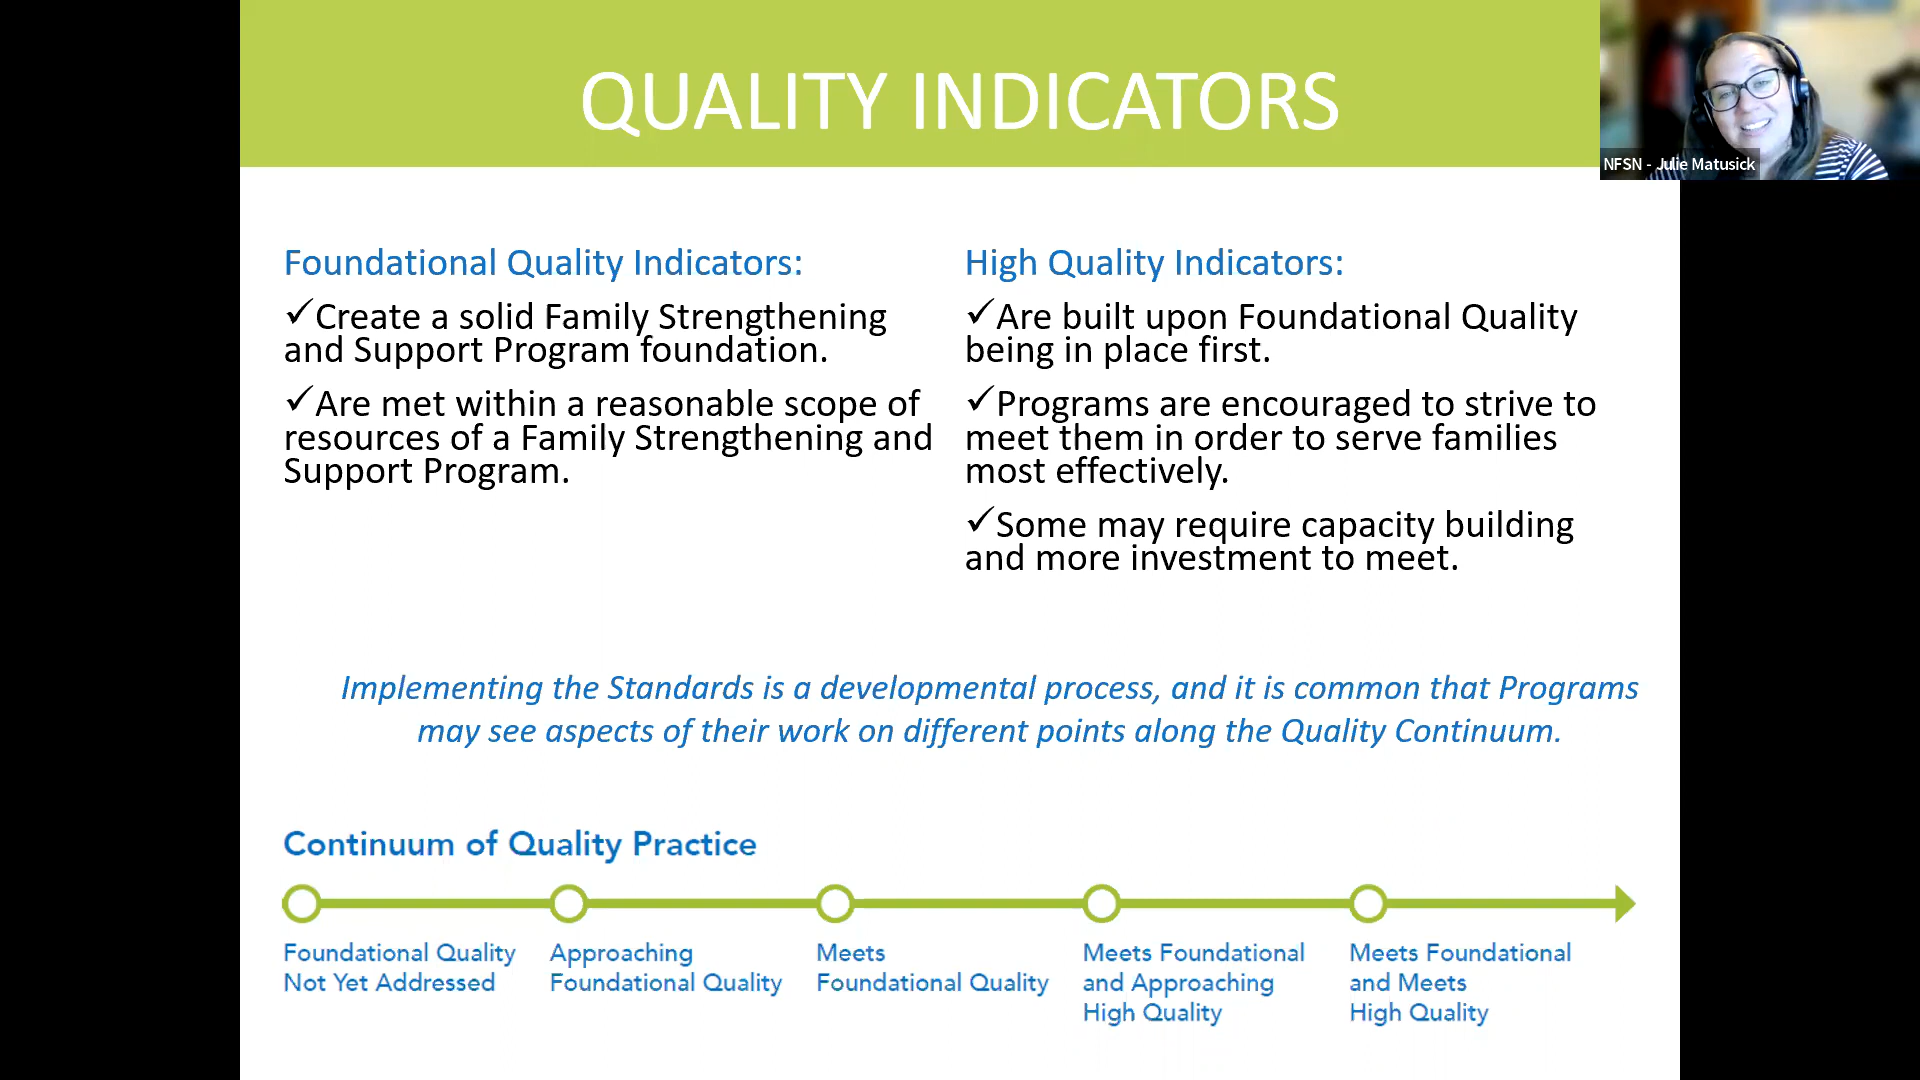 QUALITY INDICATORS
NFSN - Julie Matusick
Foundational Quality Indicators:
✓Create a solid Family Strengthening
and Support Program foundation.
✓Are met within a reasonable scope of
resources of a Family Strengthening and
Support Program.
High Quality Indicators:
✓Are built upon Foundational Quality
being in place first.
✓Programs are encouraged to strive to
meet them in order to serve families
most effectively.
✓Some may require capacity building
and more investment to meet.
Implementing the Standards is a developmental process, and it is common that Programs
may see aspects of their work on different points along the Quality Continuum.
Continuum of Quality Practice
Foundational Quality
Not Yet Addressed
Approaching
Foundational Quality
Meets
Foundational Quality
Meets Foundational
and Approaching
High Quality
Meets Foundational
and Meets
High Quality